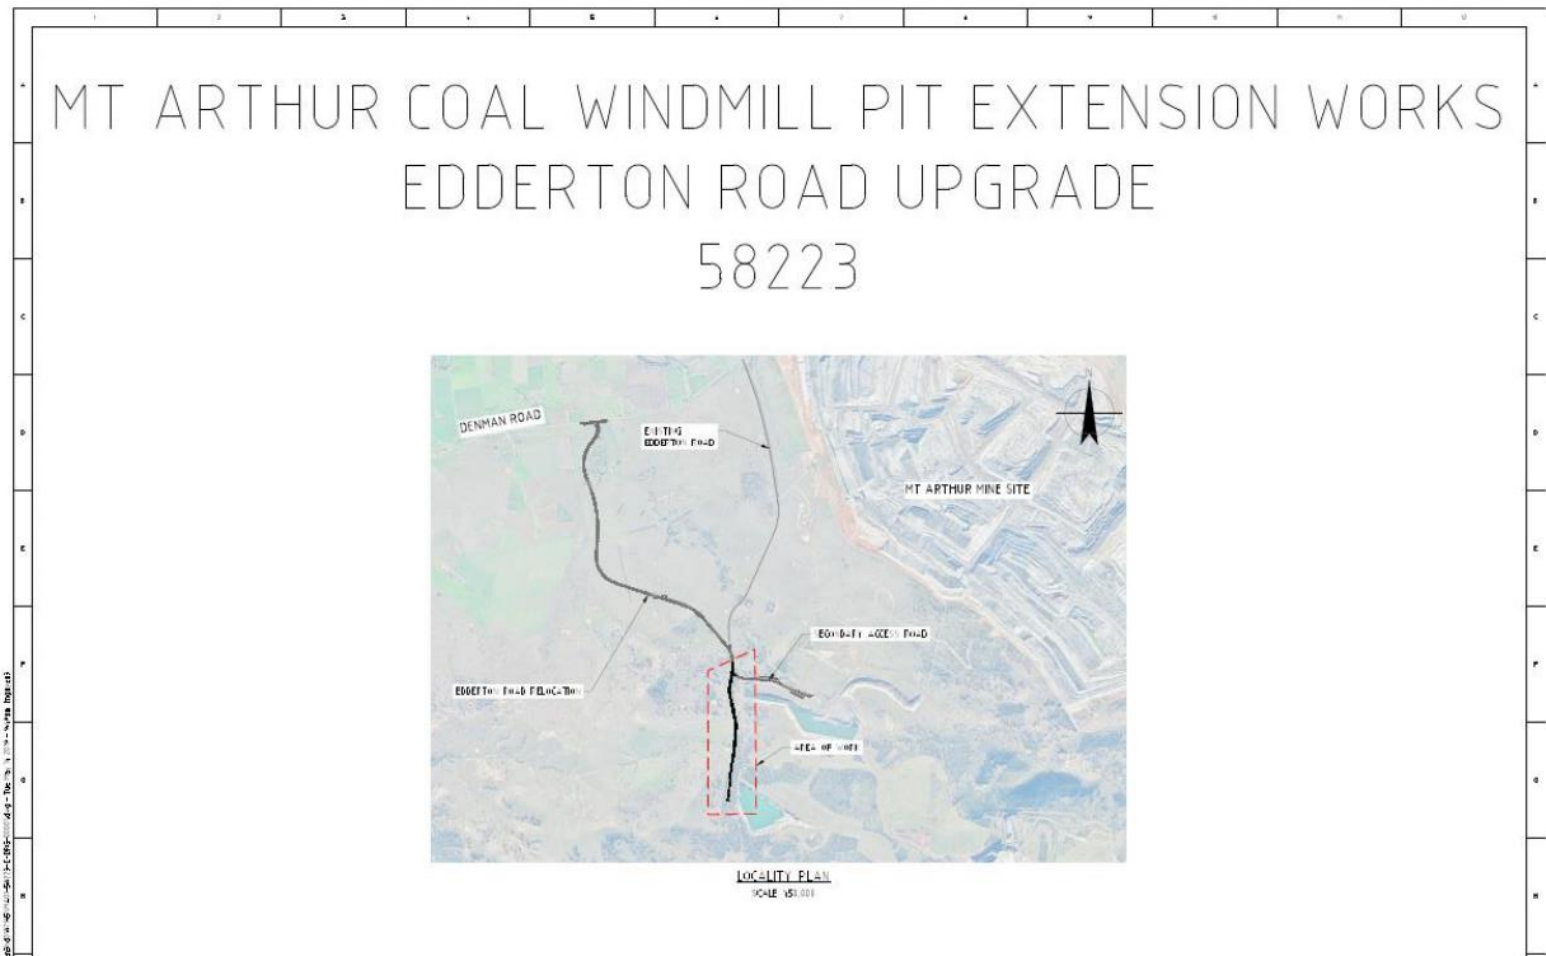 MT ARTHUR COAL WINDMILL PIT EXTENSION WORKS
EDDERTON ROAD UPGRADE
58223
DENMAN ROAD
EXISTING
EDDERTON ROAD
N
MT ARTHUR MINE SITE
SECONDARY ACCESS ROAD
EDDERTON ROAD RELOCATION
AREA OF WORK
LOCALITY PLAN
SCALE